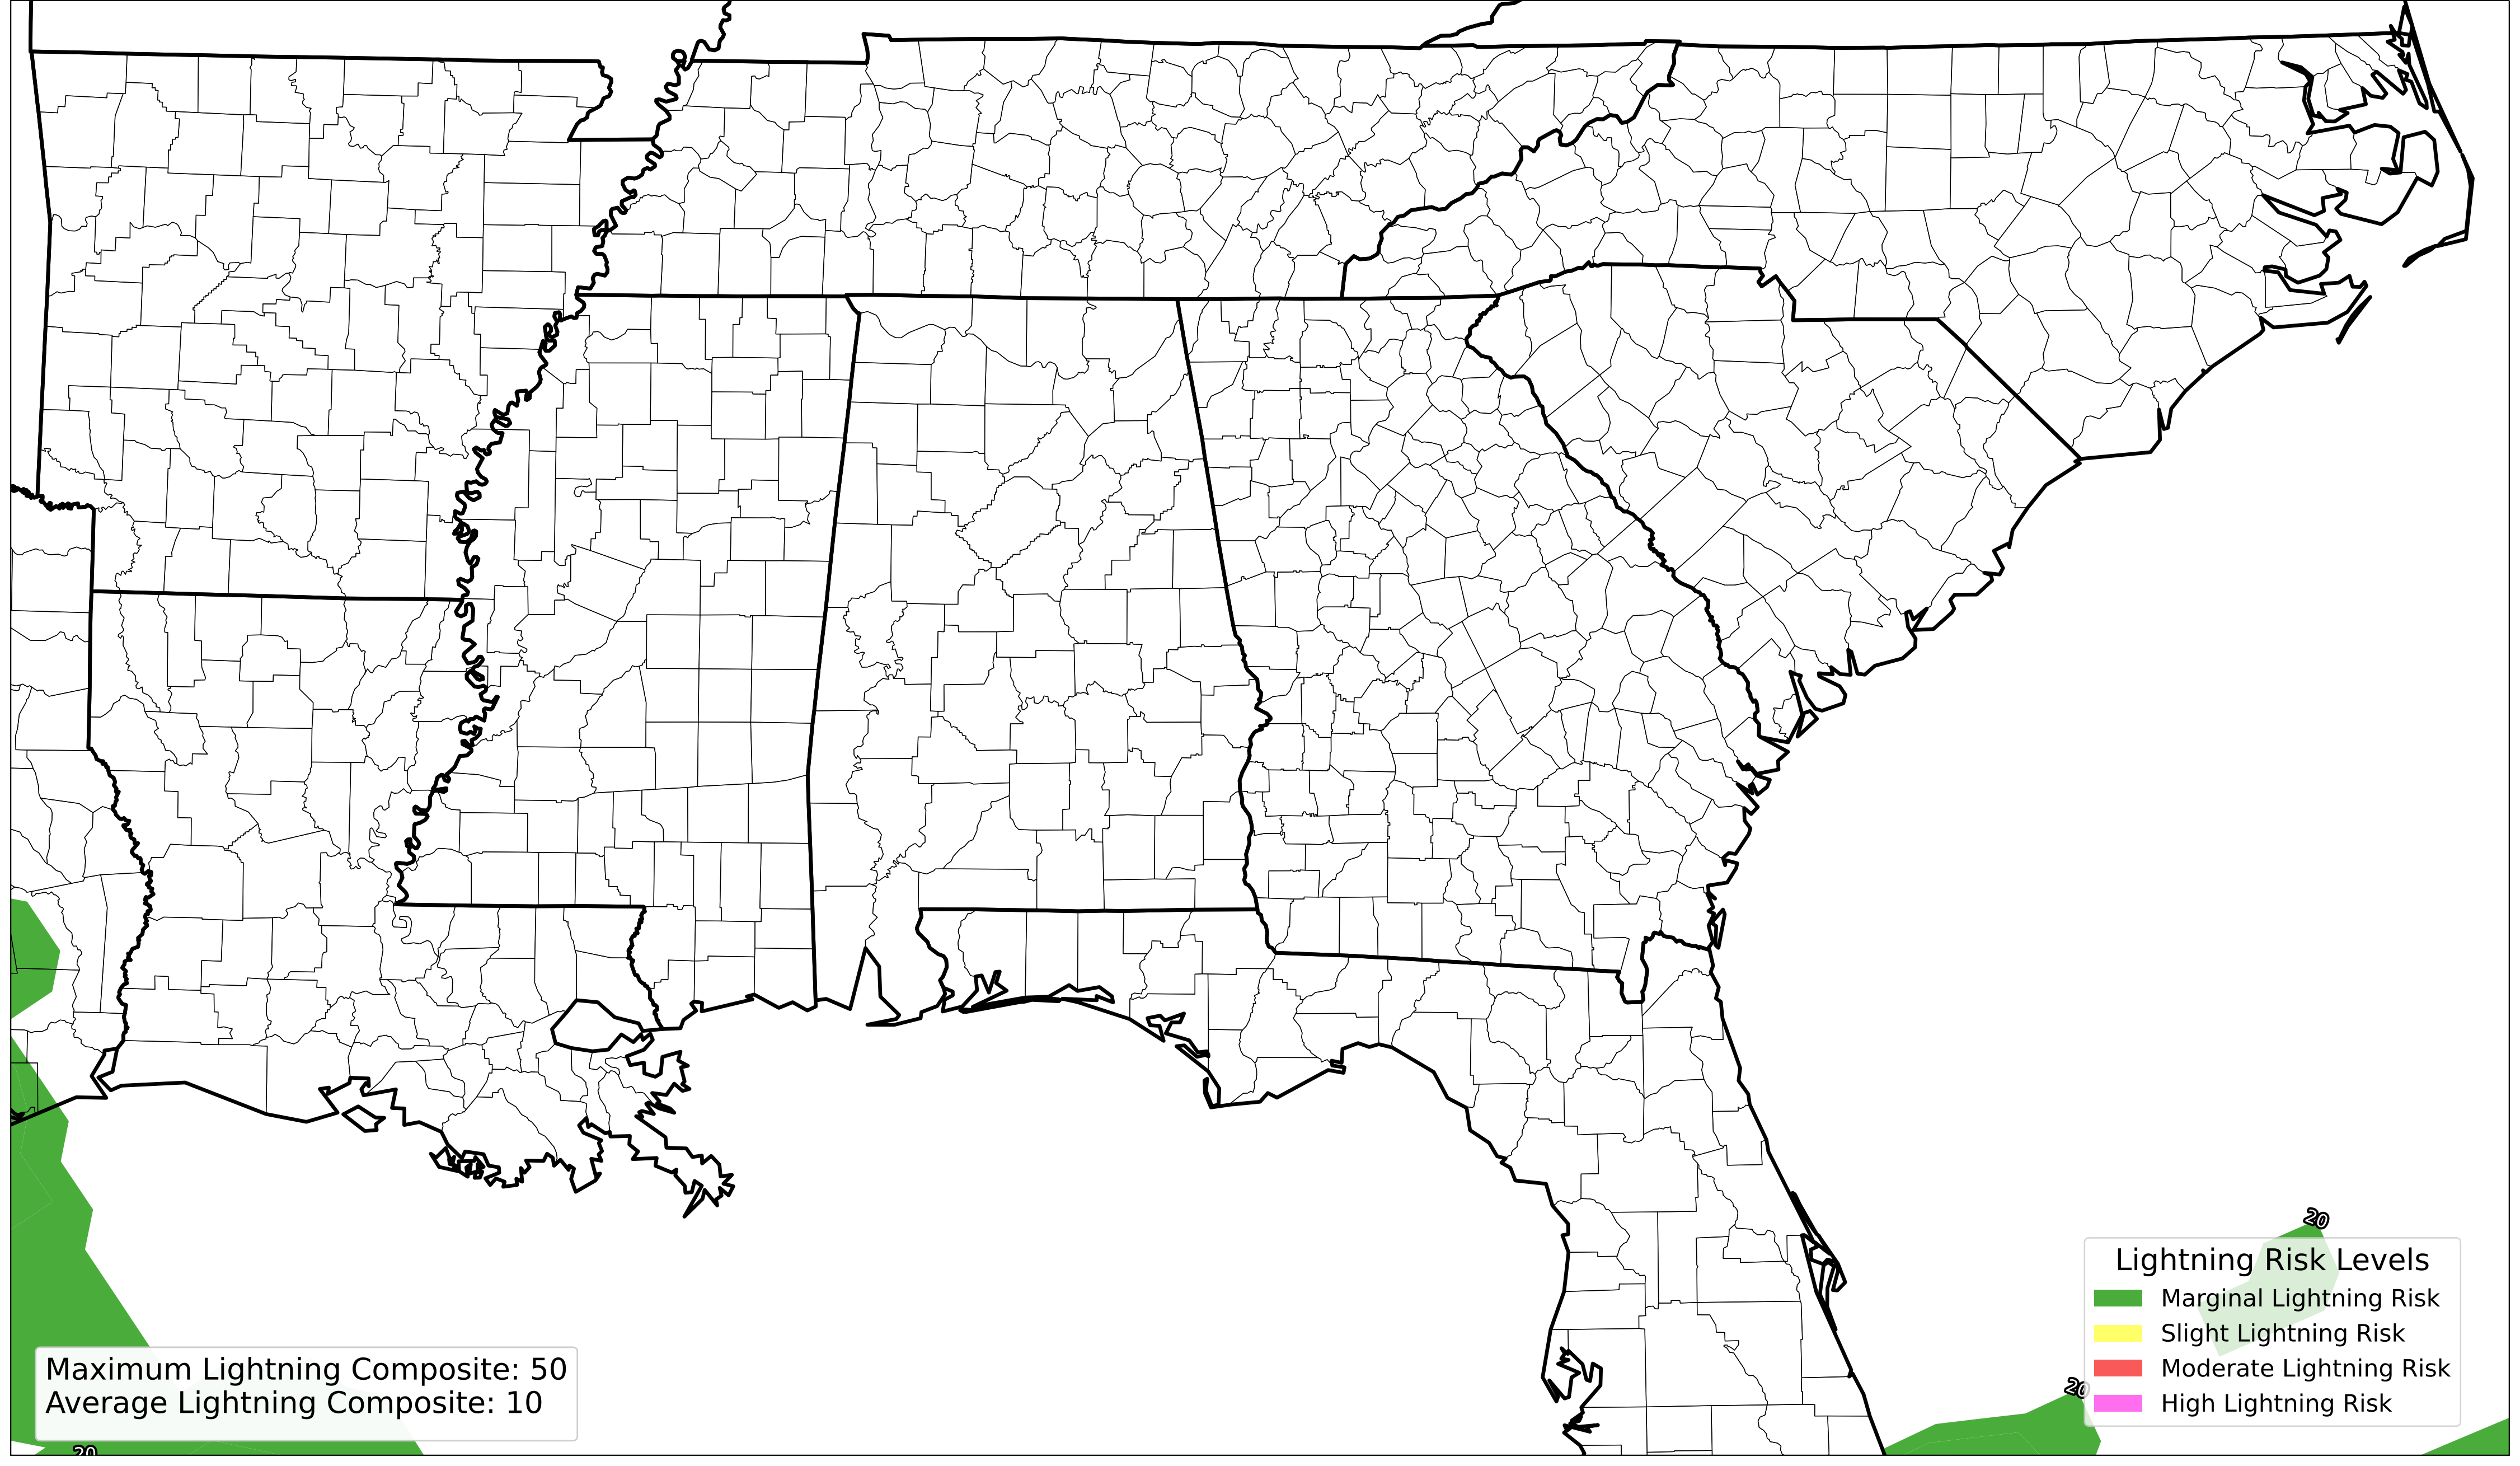 20
Lightning Risk Levels
Marginal Lightning Risk
Slight Lightning Risk
Moderate Lightning Risk
High Lightning Risk
20
Maximum Lightning Composite: 50
Average Lightning Composite: 10
20